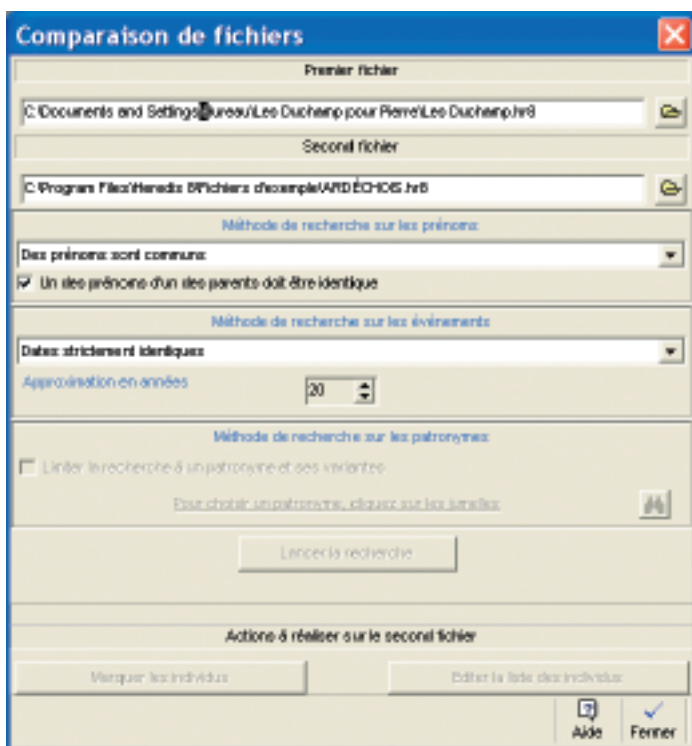 Comparaison de fichiers
Premier fichier
C:\Documents and Settings\Bureau\Les Duchamp pour Pierre\Les Duchamp.hr8
Second fichier
C:\Program Files\Heredis 8\Fichiers d'exemple\ARDÉCHOIS.hr8
Méthode de recherche sur les prénoms
Des prénoms sont communs
Un des prénoms d'un des parents doit être identique
Méthode de recherche sur les événements
Dates strictement identiques
Approximation en années
20
Méthode de recherche sur les patronymes
Limiter la recherche à un patronyme et ses variantes
Pour choisir un patronyme, cliquez sur les jumelles
Lancer la recherche
Actions à réaliser sur le second fichier
Marquer les individus
Editer la liste des individus
Aide
Fermer